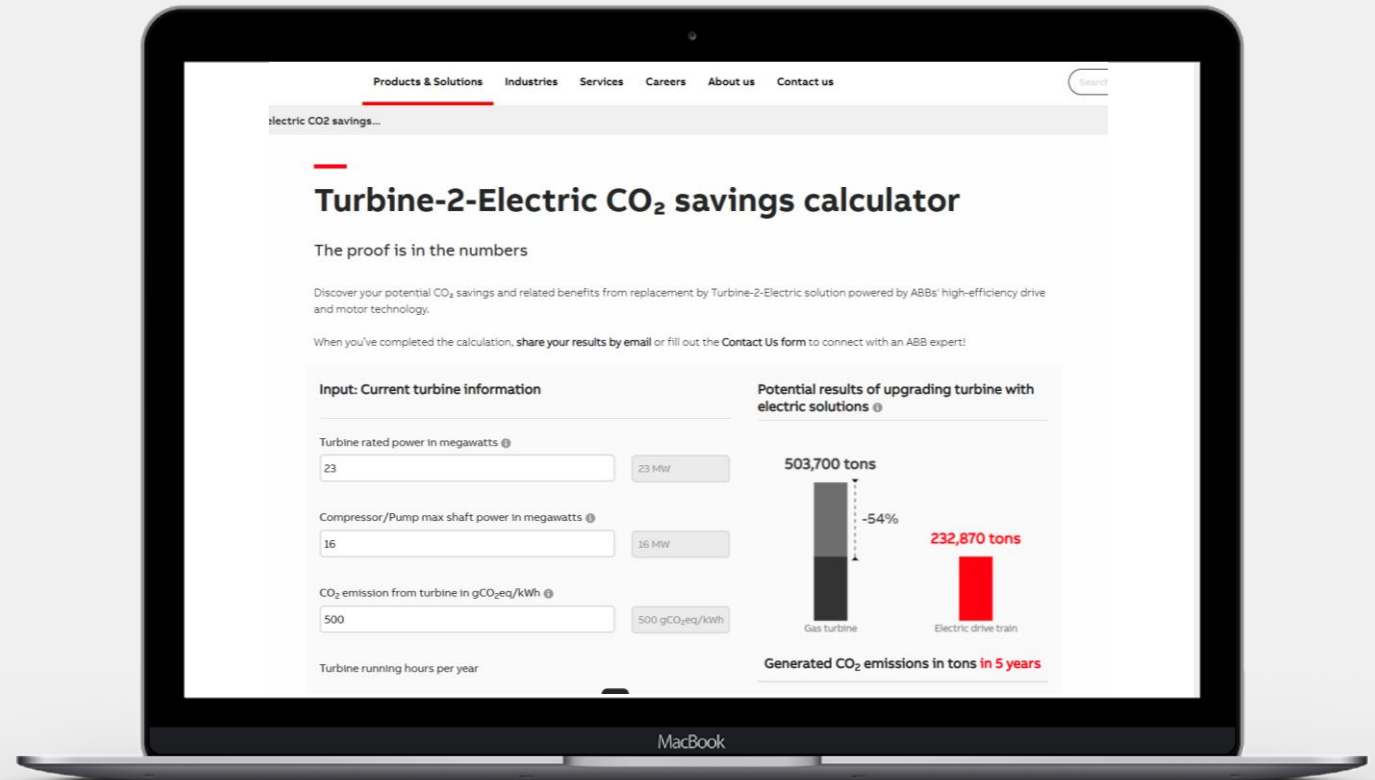 Products & Solutions Industries Services Careers About us Contact us
Search
electric CO2 savings...
Turbine-2-Electric CO₂ savings calculator
The proof is in the numbers
Discover your potential CO₂ savings and related benefits from replacement by Turbine-2-Electric solution powered by ABBs' high-efficiency drive
and motor technology.
When you've completed the calculation, share your results by email or fill out the Contact Us form to connect with an ABB expert!
Input: Current turbine information
Turbine rated power in megawatts
23
23 MW
Compressor/Pump max shaft power in megawatts
16
16 MW
CO₂ emission from turbine in gCO₂eq/kWh
500
500 gCO₂eq/kWh
Turbine running hours per year
Potential results of upgrading turbine with
electric solutions
503,700 tons
-54%
232,870 tons
Gas turbine
Electric drive train
Generated CO₂ emissions in tons in 5 years
MacBook